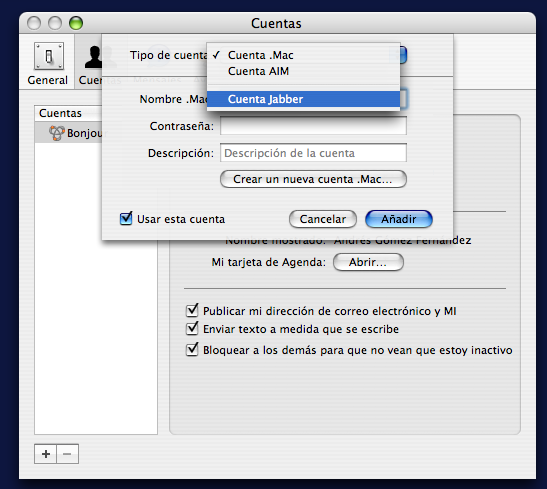 Cuentas
General
Cuentas
Tipo de cuenta
✓ Cuenta .Mac
Cuenta AIM
Cuenta Jabber
Nombre .Mac
Contraseña:
Descripción: Descripción de la cuenta
Crear un nueva cuenta .Mac...
Usar esta cuenta
Cancelar
Añadir
Cuentas
Bonjou
Nombre mostrado: Andrés Gómez Fernández
Mi tarjeta de Agenda: Abrir...
Publicar mi dirección de correo electrónico y MI
Enviar texto a medida que se escribe
Bloquear a los demás para que no vean que estoy inactivo